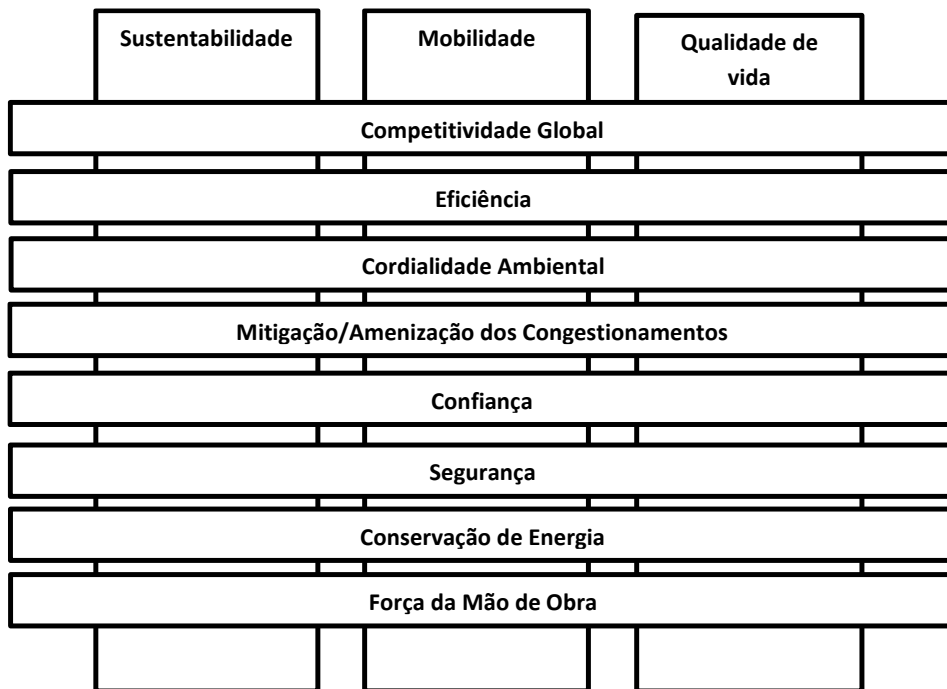 Sustentabilidade
Mobilidade
Qualidade de
vida
Competitividade Global
Eficiência
Cordialidade Ambiental
Mitigação/Amenização dos Congestionamentos
Confiança
Segurança
Conservação de Energia
Força da Mão de Obra